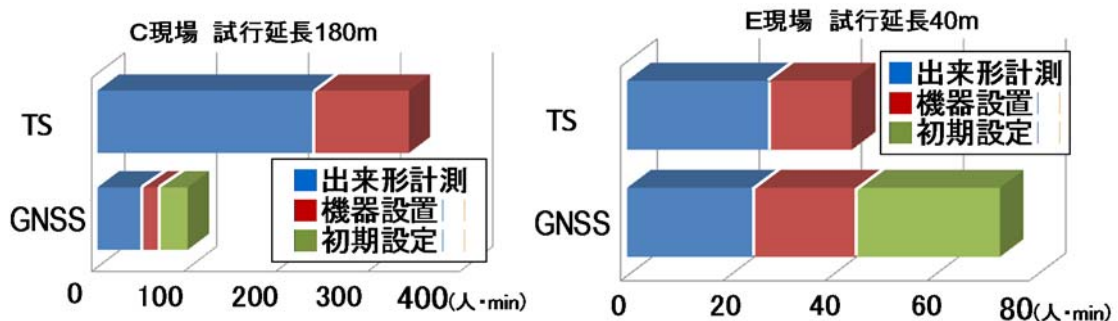 C現場 試行延長180m
TS
GNSS
出来形計測
機器設置
初期設定
0 100 200 300 400(人・min)
E現場 試行延長40m
TS
GNSS
出来形計測
機器設置
初期設定
0 20 40 60 80(人・min)